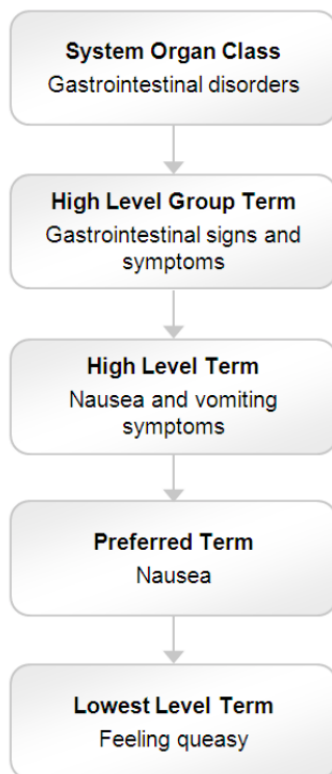 System Organ Class
Gastrointestinal disorders
High Level Group Term
Gastrointestinal signs and
symptoms
High Level Term
Nausea and vomiting
symptoms
Preferred Term
Nausea
Lowest Level Term
Feeling queasy